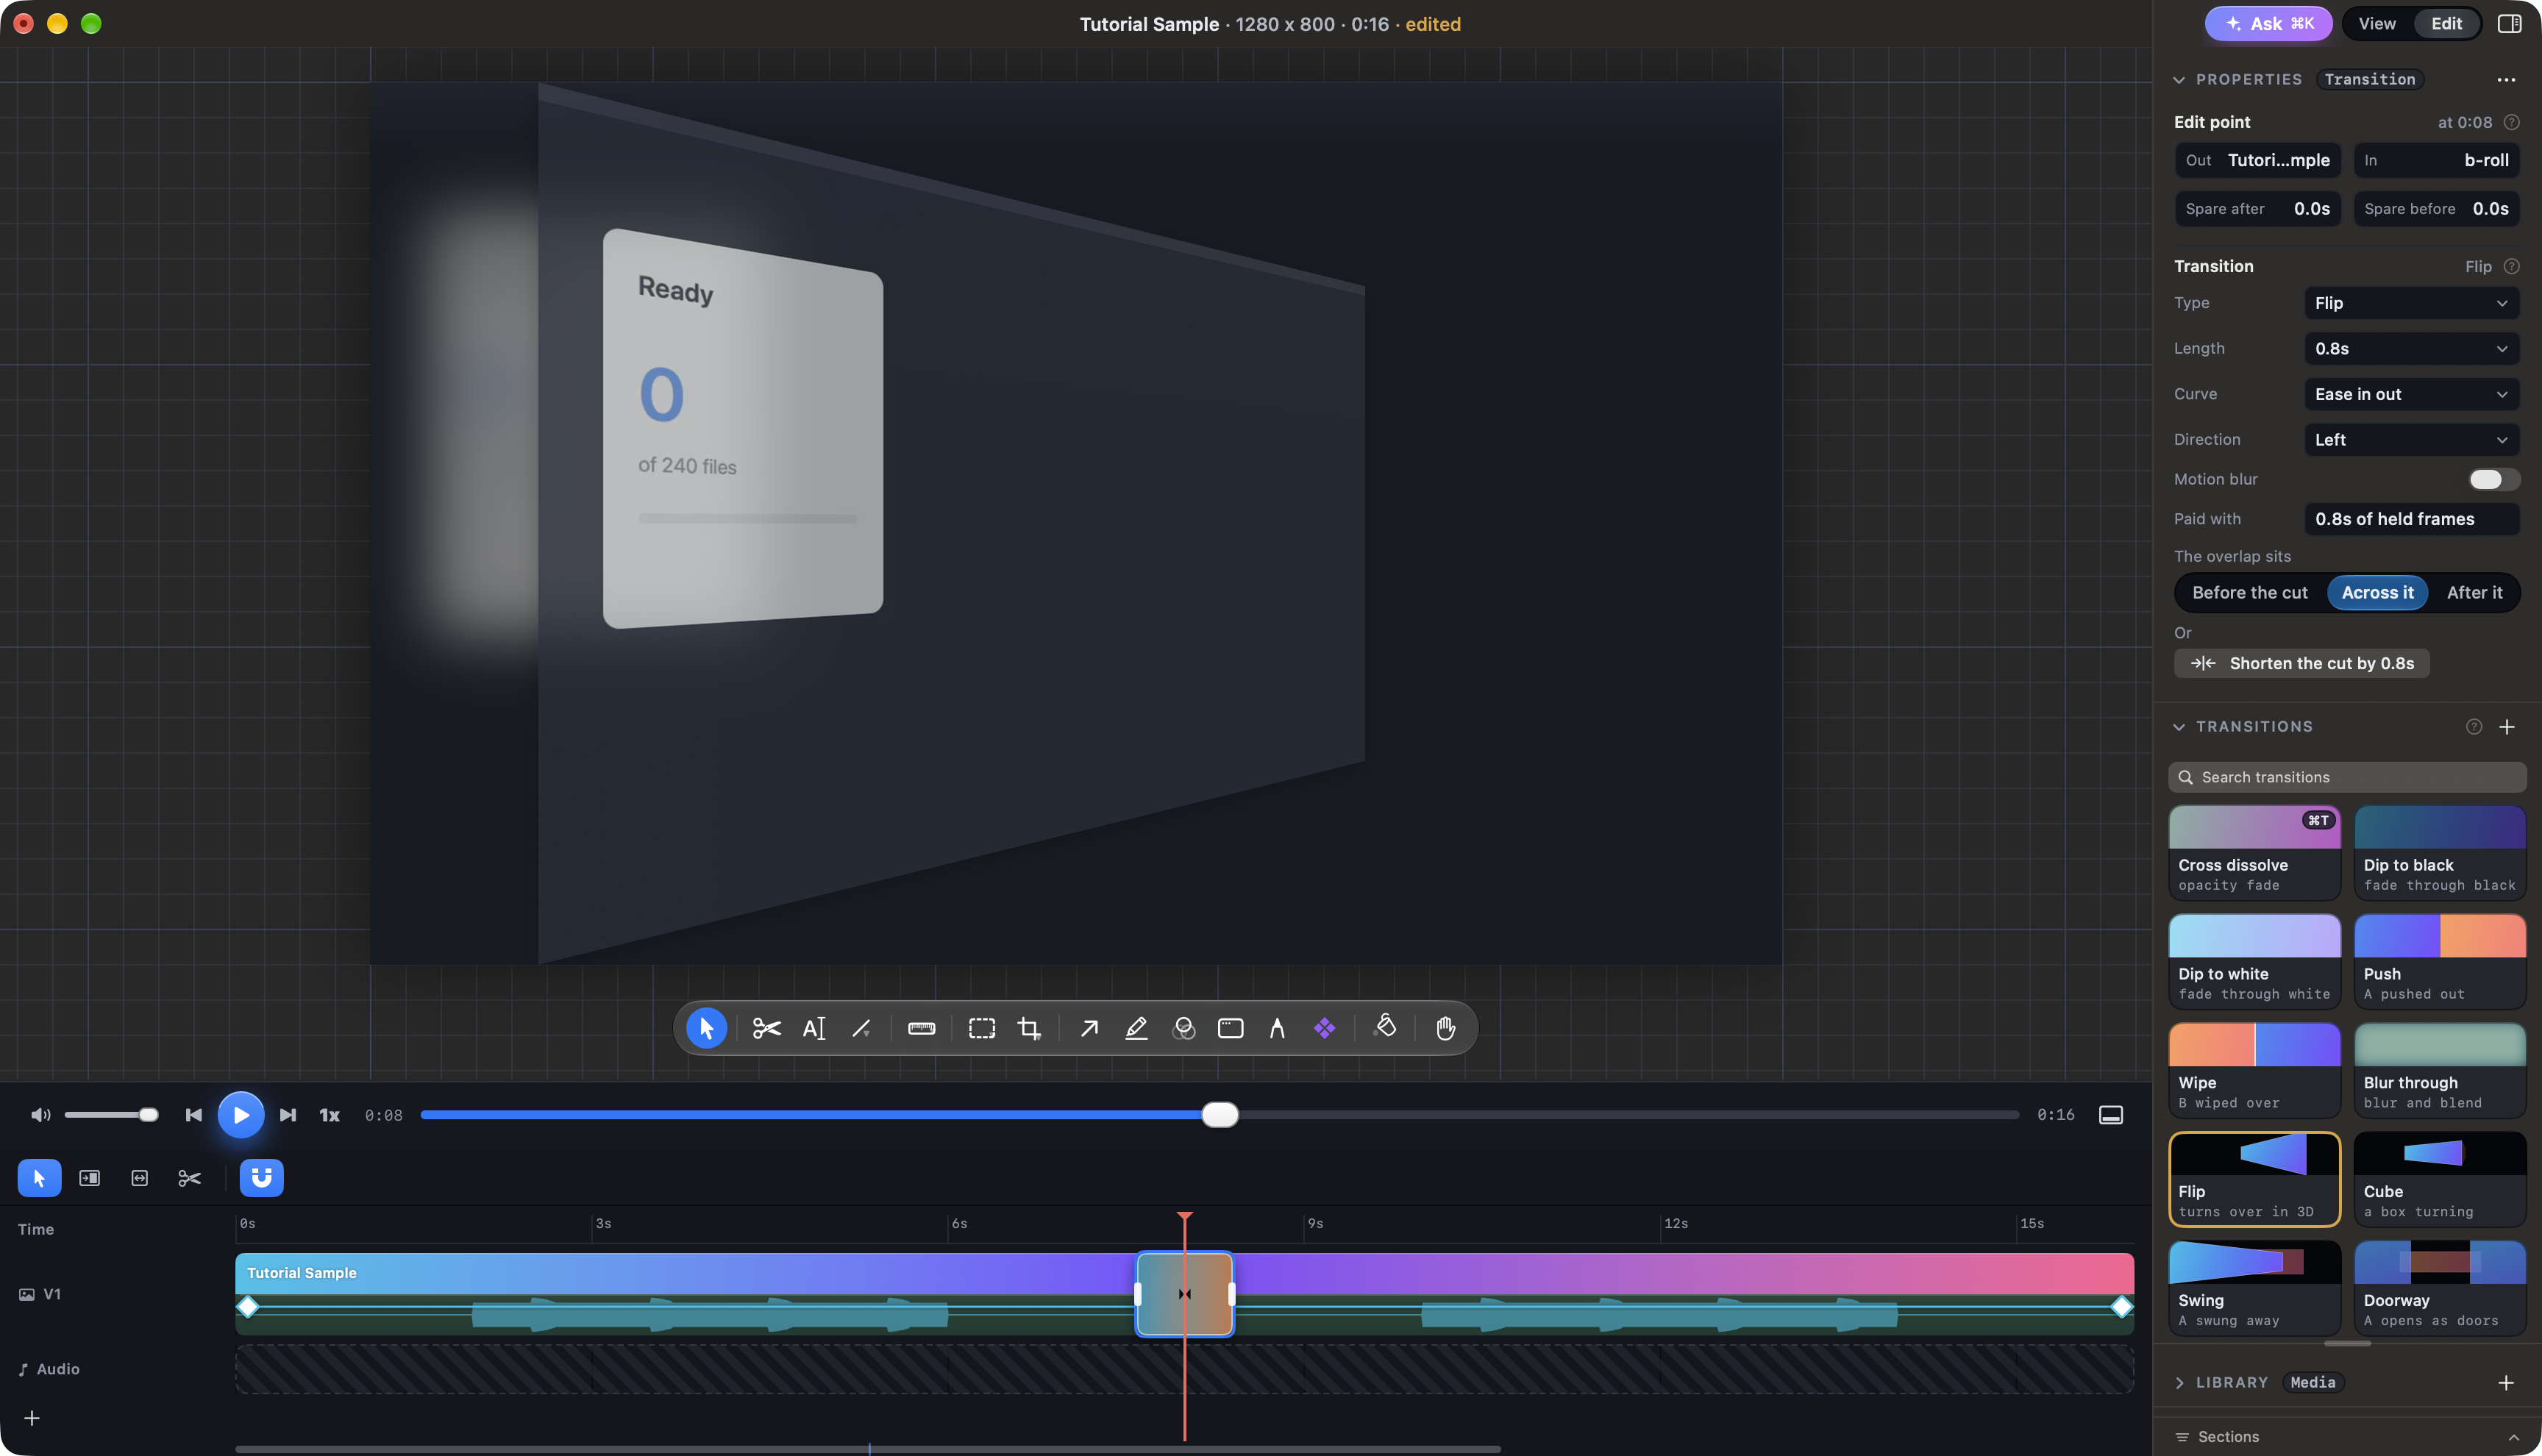 Tutorial Sample · 1280 x 800 · 0:16 · edited
Ask ⌘K
View
Edit
PROPERTIES
Transition
Edit point
at 0:08
Out Tutori...mple
In b-roll
Spare after 0.0s
Spare before 0.0s
Transition
Flip
Type
Flip
Length
0.8s
Curve
Ease in out
Direction
Left
Motion blur
Paid with
0.8s of held frames
The overlap sits
Before the cut
Across it
After it
Or
Shorten the cut by 0.8s
TRANSITIONS
Search transitions
⌘T
Cross dissolve
opacity fade
Dip to black
fade through black
Dip to white
fade through white
Push
A pushed out
Wipe
B wiped over
Blur through
blur and blend
Flip
turns over in 3D
Cube
a box turning
Swing
A swung away
Doorway
A opens as doors
LIBRARY
Media
Sections
Ready
0
of 240 files
AI
1x
0:08
0:16
Time
0s
3s
6s
9s
12s
15s
Tutorial Sample
V1
Audio